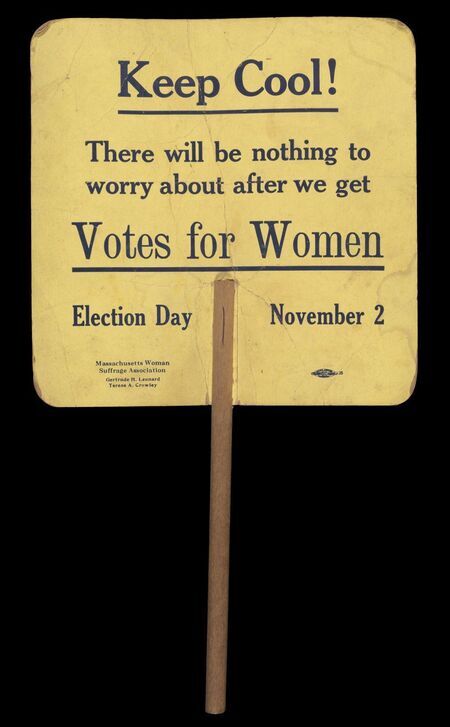 Keep Cool!
There will be nothing to
worry about after we get
Votes for Women
Election Day November 2
Massachusetts Woman
Suffrage Association
Gertrude H. Leonard
Teresa A. Crowley